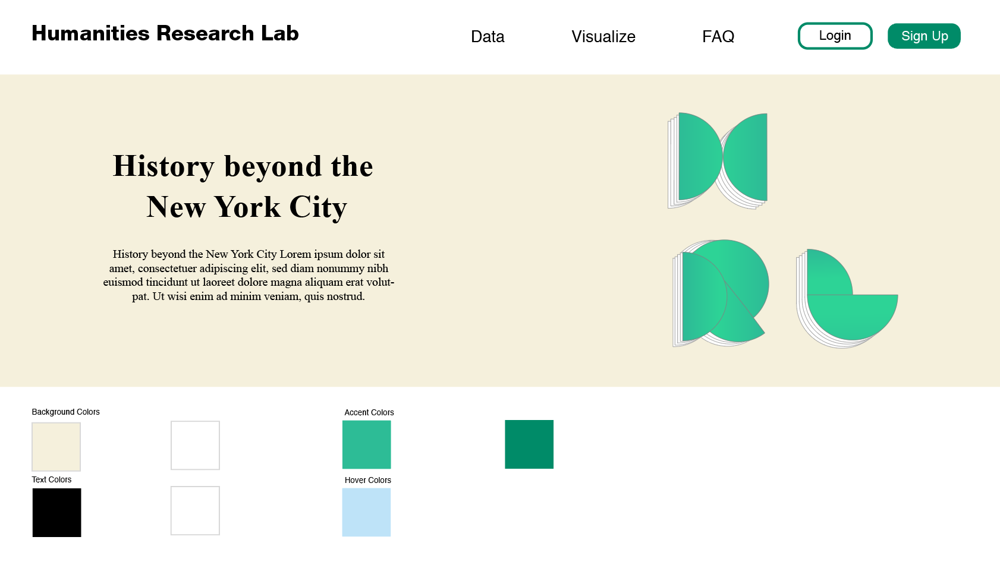 Humanities Research Lab
Data
Visualize
FAQ
Login
Sign Up
History beyond the
New York City
History beyond the New York City Lorem ipsum dolor sit
amet, consectetuer adipiscing elit, sed diam nonummy nibh
euismod tincidunt ut laoreet dolore magna aliquam erat volut-
pat. Ut wisi enim ad minim veniam, quis nostrud.
Background Colors
Accent Colors
Text Colors
Hover Colors